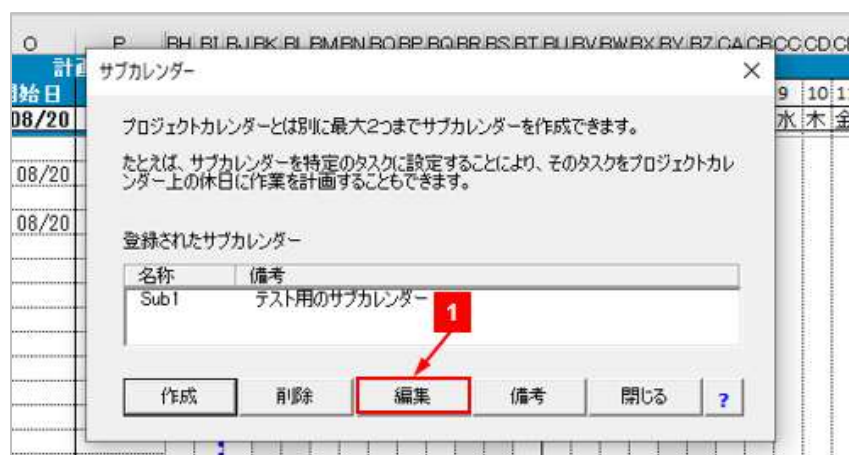 O P BH BI BJ BK BL BM BN BO BP BQ BR BS BT BU BV BW BX BY BZ CA CB CC CD
計画
サブカレンダー ×
開始日 9 10 11
08/20 水 木 金
プロジェクトカレンダーとは別に最大2つまでサブカレンダーを作成できます。
たとえば、サブカレンダーを特定のタスクに設定することにより、そのタスクをプロジェクトカレ
ンダー上の休日に作業を計画することもできます。
08/20
08/20
登録されたサブカレンダー
名称 備考
Sub1 テスト用のサブカレンダー
1
作成 削除 編集 備考 閉じる ?